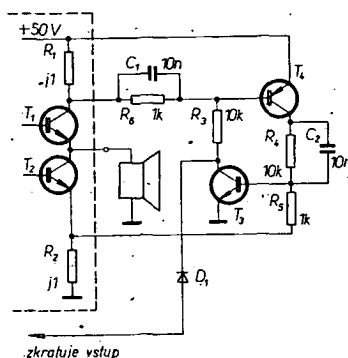 +50V
R1
j1
C1
10n
T4
T1
R6
1k
R3
10k
R4
C2
T2
10k
10n
T3
R5
1k
R2
j1
D1
zkratuje vstup